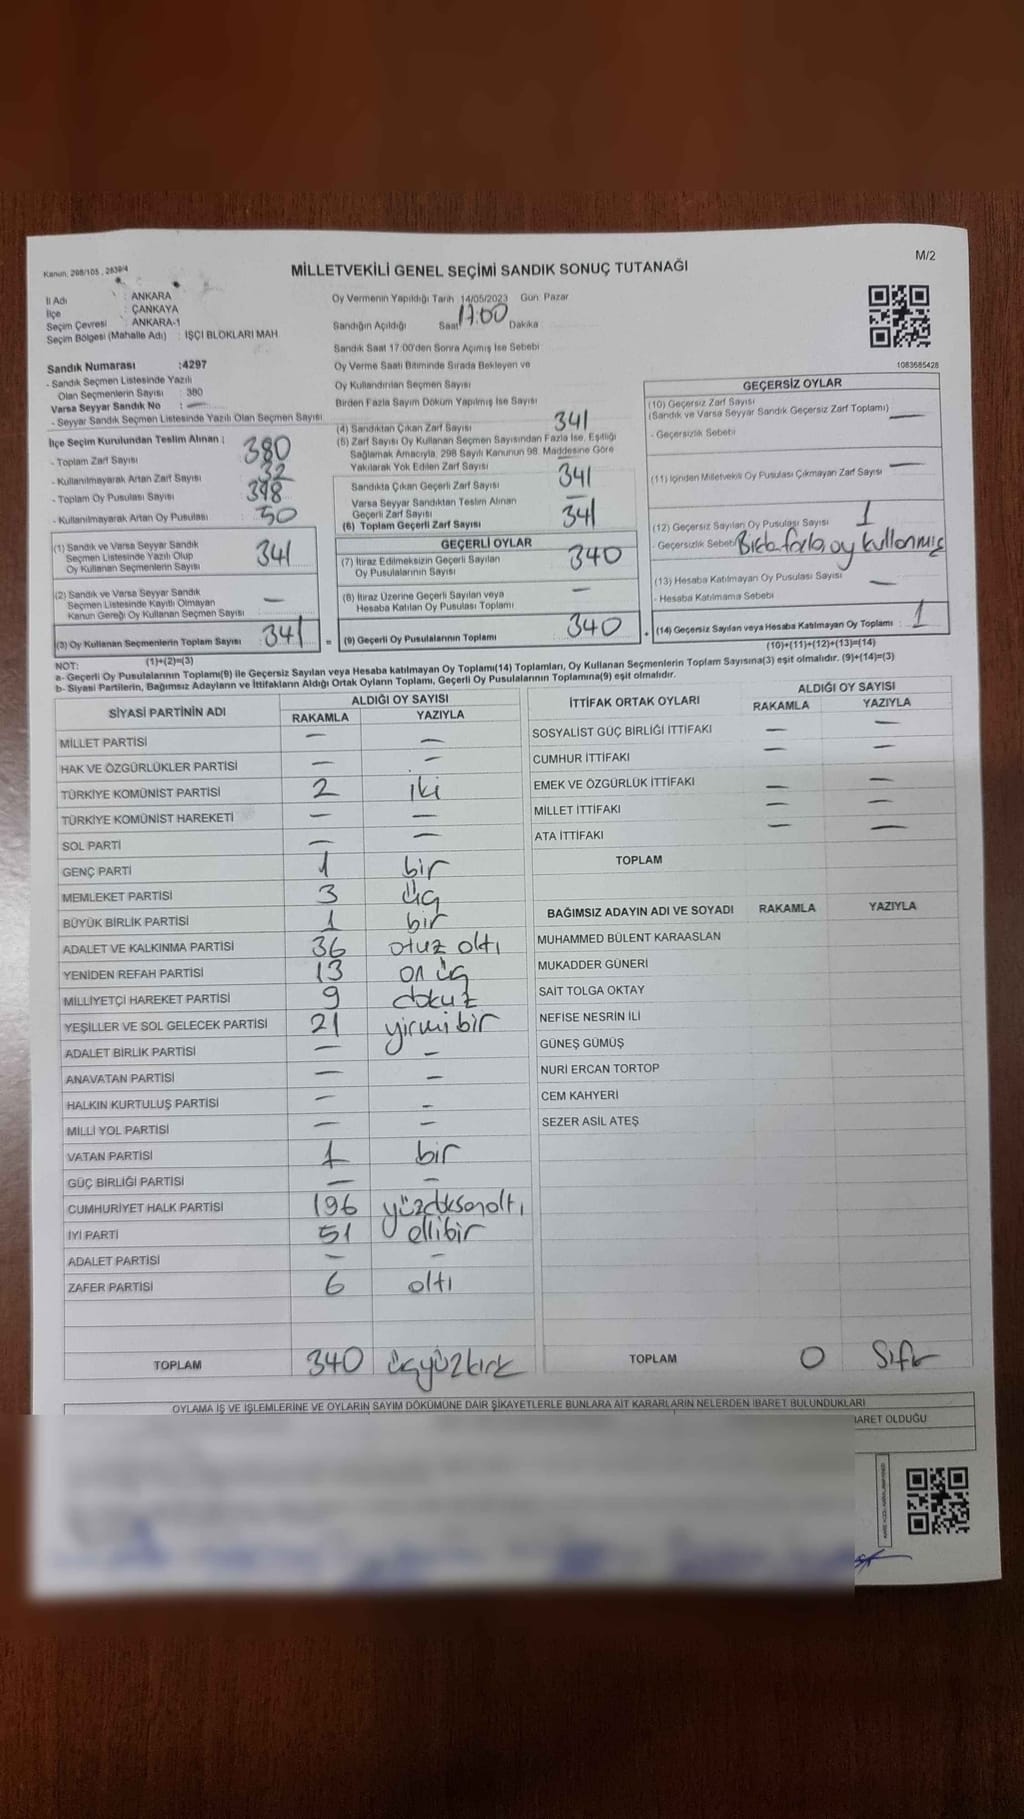 M/2
Kanun, 298/105 , 2839/4
MİLLETVEKİLİ GENEL SEÇİMİ SANDIK SONUÇ TUTANAĞI
İl Adı : ANKARA
İlçe : ÇANKAYA
Seçim Çevresi : ANKARA-1
Seçim Bölgesi (Mahalle Adı) : İŞÇİ BLOKLARI MAH.
Oy Vermenin Yapıldığı Tarih 14/05/2023 Gün: Pazar
Sandığın Açıldığı Saat 17:00 Dakika
Sandık Saat 17:00'den Sonra Açımış İse Sebebi
Oy Verme Saati Bitiminde Sırada Bekleyen ve
Oy Kullandırılan Seçmen Sayısı
Birden Fazla Sayım Döküm Yapılmış İse Sayısı
1083685428
Sandık Numarası :4297
- Sandık Seçmen Listesinde Yazılı
Olan Seçmenlerin Sayısı : 380
Varsa Seyyar Sandık No : —
- Seyyar Sandık Seçmen Listesinde Yazılı Olan Seçmen Sayısı
İlçe Seçim Kurulundan Teslim Alınan :
- Toplam Zarf Sayısı 380
- Kullanılmayarak Artan Zarf Sayısı 32
- Toplam Oy Pusulası Sayısı 398
- Kullanılmayarak Artan Oy Pusulası 50
(1) Sandık ve Varsa Seyyar Sandık
Seçmen Listesinde Yazılı Olup
Oy Kullanan Seçmenlerin Sayısı 341
(2) Sandık ve Varsa Seyyar Sandık
Seçmen Listesinde Kayıtlı Olmayan
Kanun Gereği Oy Kullanan Seçmen Sayısı —
(3) Oy Kullanan Seçmenlerin Toplam Sayısı : 341 =
(1)+(2)=(3)
(4) Sandıktan Çıkan Zarf Sayısı 341
(5) Zarf Sayısı Oy Kullanan Seçmen Sayısından Fazla İse, Eşitliği
Sağlamak Amacıyla, 298 Sayılı Kanunun 98. Maddesine Göre
Yakılarak Yok Edilen Zarf Sayısı —
Sandıkta Çıkan Geçerli Zarf Sayısı 341
Varsa Seyyar Sandıktan Teslim Alınan
Geçerli Zarf Sayısı —
(6) Toplam Geçerli Zarf Sayısı 341
GEÇERLİ OYLAR
(7) İtiraz Edilmeksizin Geçerli Sayılan
Oy Pusulalarının Sayısı 340
(8) İtiraz Üzerine Geçerli Sayılan veya
Hesaba Katılan Oy Pusulası Toplamı —
(9) Geçerli Oy Pusulalarının Toplamı 340
GEÇERSİZ OYLAR
(10) Geçersiz Zarf Sayısı
(Sandık ve Varsa Seyyar Sandık Geçersiz Zarf Toplamı) —
- Geçersizlik Sebebi
(11) İçinden Milletvekili Oy Pusulası Çıkmayan Zarf Sayısı —
(12) Geçersiz Sayılan Oy Pusulası Sayısı 1
- Geçersizlik Sebebi Birden fazla oy kullanmış
(13) Hesaba Katılmayan Oy Pusulası Sayısı —
- Hesaba Katılmama Sebebi
(14) Geçersiz Sayılan veya Hesaba Katılmayan Oy Toplamı : 1
(10)+(11)+(12)+(13)=(14)
NOT:
a- Geçerli Oy Pusulalarının Toplamı(9) ile Geçersiz Sayılan veya Hesaba katılmayan Oy Toplamı(14) Toplamları, Oy Kullanan Seçmenlerin Toplam Sayısına(3) eşit olmalıdır. (9)+(14)=(3)
b- Siyasi Partilerin, Bağımsız Adayların ve İttifakların Aldığı Ortak Oyların Toplamı, Geçerli Oy Pusulalarının Toplamına(9) eşit olmalıdır.
SİYASİ PARTİNİN ADI ALDIĞI OY SAYISI
RAKAMLA YAZIYLA
MİLLET PARTİSİ — —
HAK VE ÖZGÜRLÜKLER PARTİSİ — —
TÜRKİYE KOMÜNİST PARTİSİ 2 iki
TÜRKİYE KOMÜNİST HAREKETİ — —
SOL PARTİ — —
GENÇ PARTİ 1 bir
MEMLEKET PARTİSİ 3 üç
BÜYÜK BİRLİK PARTİSİ 1 bir
ADALET VE KALKINMA PARTİSİ 36 otuz altı
YENİDEN REFAH PARTİSİ 13 on üç
MİLLİYETÇİ HAREKET PARTİSİ 9 dokuz
YEŞİLLER VE SOL GELECEK PARTİSİ 21 yirmi bir
ADALET BİRLİK PARTİSİ — —
ANAVATAN PARTİSİ — —
HALKIN KURTULUŞ PARTİSİ — —
MİLLİ YOL PARTİSİ — —
VATAN PARTİSİ 1 bir
GÜÇ BİRLİĞİ PARTİSİ — —
CUMHURİYET HALK PARTİSİ 196 yüzdoksanaltı
İYİ PARTİ 51 ellibir
ADALET PARTİSİ — —
ZAFER PARTİSİ 6 altı
TOPLAM 340 üçyüzkırk
İTTİFAK ORTAK OYLARI ALDIĞI OY SAYISI
RAKAMLA YAZIYLA
SOSYALİST GÜÇ BİRLİĞİ İTTİFAKI — —
CUMHUR İTTİFAKI — —
EMEK VE ÖZGÜRLÜK İTTİFAKI — —
MİLLET İTTİFAKI — —
ATA İTTİFAKI — —
TOPLAM
BAĞIMSIZ ADAYIN ADI VE SOYADI RAKAMLA YAZIYLA
MUHAMMED BÜLENT KARAASLAN
MUKADDER GÜNERİ
SAİT TOLGA OKTAY
NEFİSE NESRİN İLİ
GÜNEŞ GÜMÜŞ
NURİ ERCAN TORTOP
CEM KAHYERİ
SEZER ASİL ATEŞ
TOPLAM 0 Sıfır
OYLAMA İŞ VE İŞLEMLERİNE VE OYLARIN SAYIM DÖKÜMÜNE DAİR ŞİKAYETLERLE BUNLARA AİT KARARLARIN NELERDEN İBARET BULUNDUKLARI
İBARET OLDUĞU